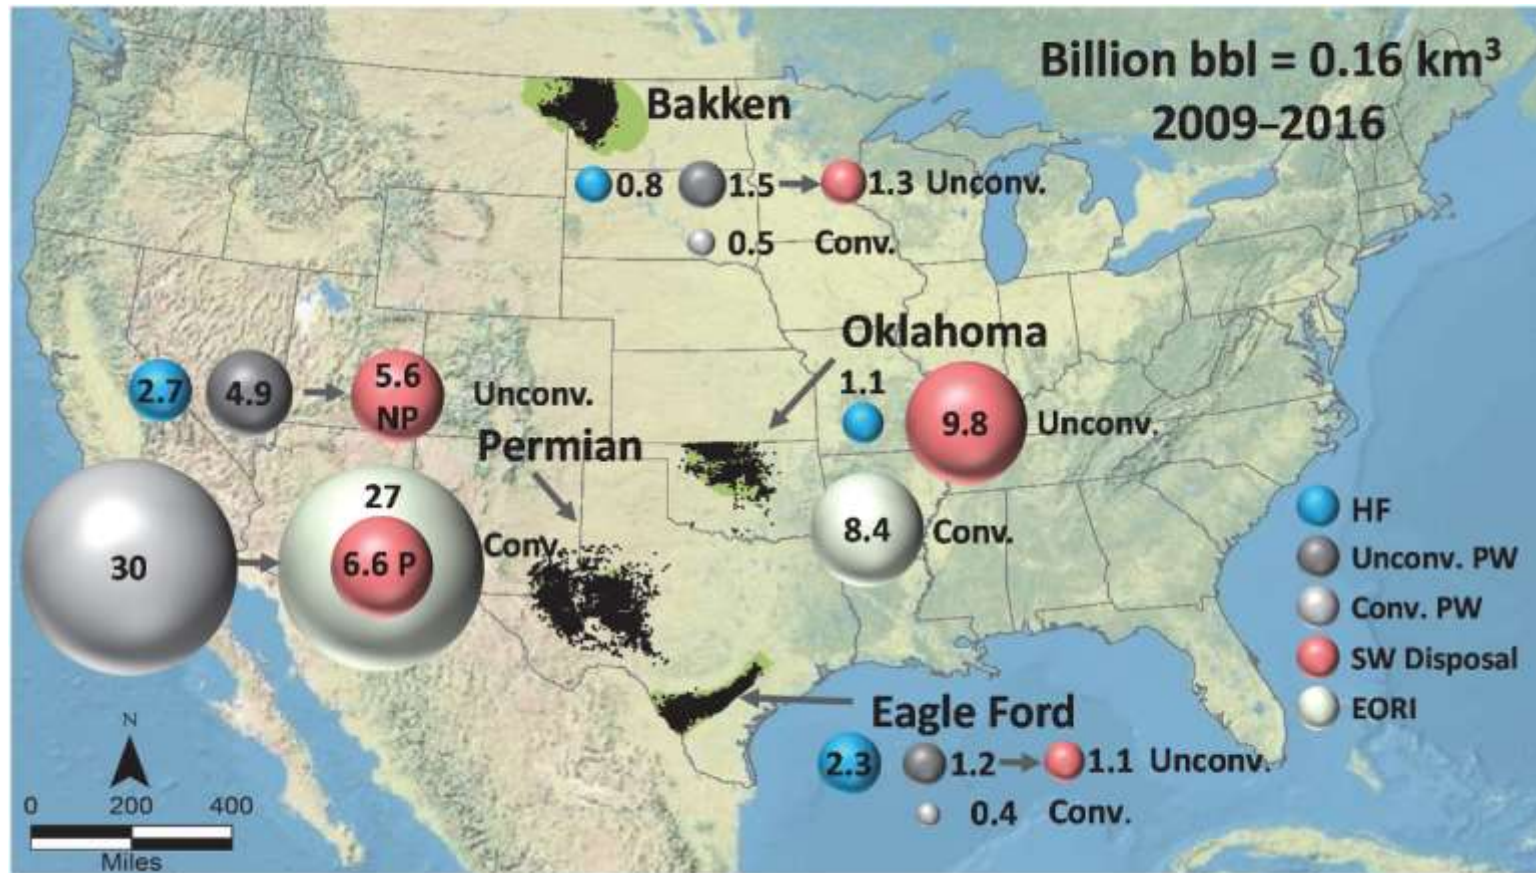 Billion bbl = 0.16 km³
2009–2016
Bakken
0.8 1.5 1.3 Unconv.
0.5 Conv.
Oklahoma
1.1
9.8 Unconv.
8.4 Conv.
2.7 4.9 5.6 Unconv.
NP
Permian
30 27 Conv.
6.6 P
HF
Unconv. PW
Conv. PW
SW Disposal
EORI
Eagle Ford
2.3 1.2 1.1 Unconv.
0.4 Conv.
N
0 200 400
Miles